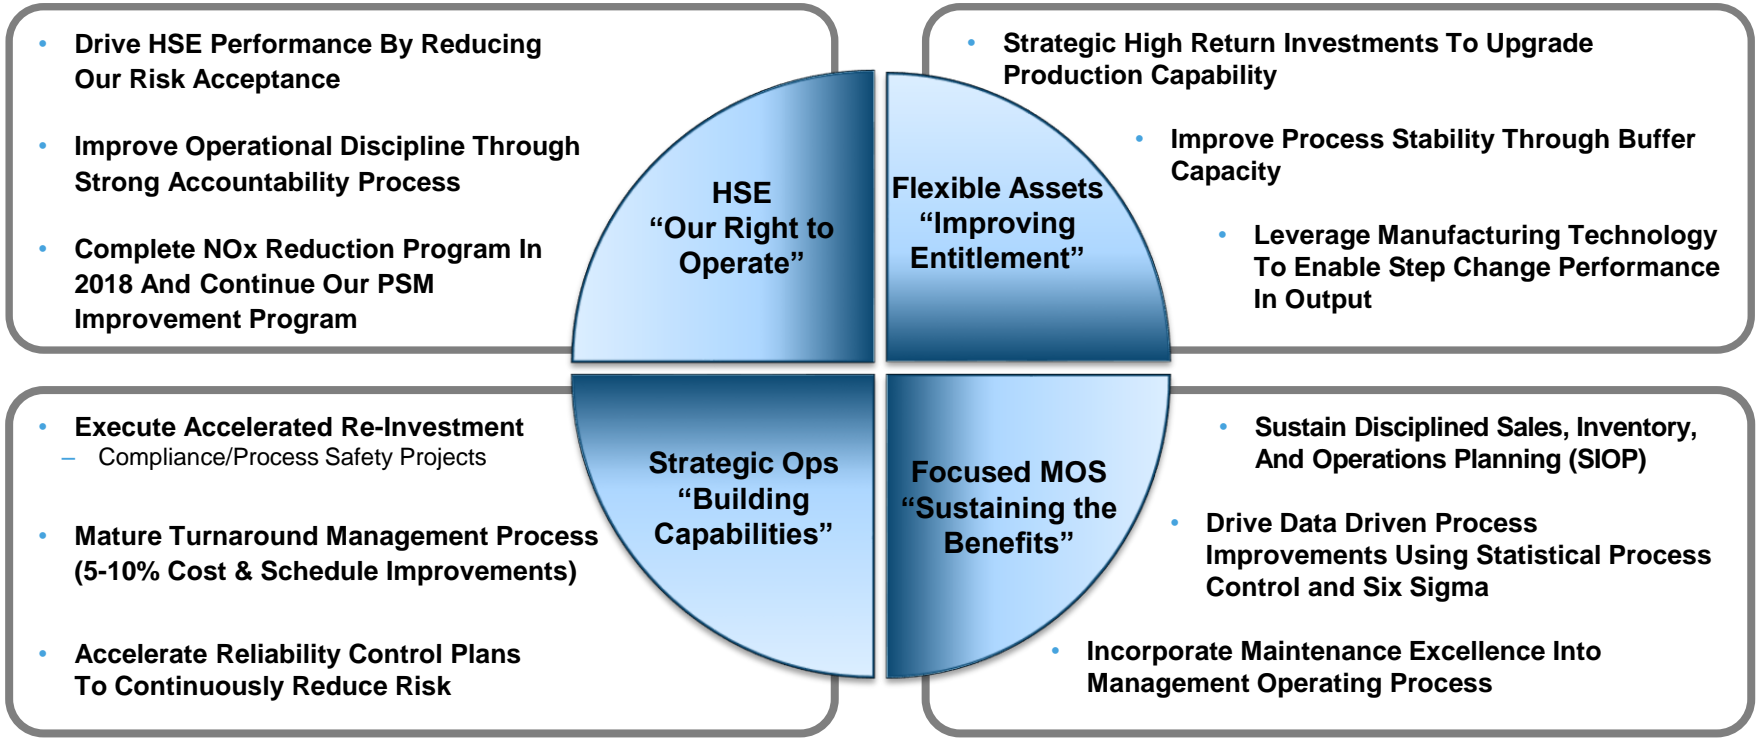 • Drive HSE Performance By Reducing
Our Risk Acceptance
• Improve Operational Discipline Through
Strong Accountability Process
• Complete NOx Reduction Program In
2018 And Continue Our PSM
Improvement Program
HSE
“Our Right to
Operate”
Flexible Assets
“Improving
Entitlement”
• Strategic High Return Investments To Upgrade
Production Capability
• Improve Process Stability Through Buffer
Capacity
• Leverage Manufacturing Technology
To Enable Step Change Performance
In Output
• Execute Accelerated Re-Investment
– Compliance/Process Safety Projects
• Mature Turnaround Management Process
(5-10% Cost & Schedule Improvements)
• Accelerate Reliability Control Plans
To Continuously Reduce Risk
Strategic Ops
“Building
Capabilities”
Focused MOS
“Sustaining the
Benefits”
• Sustain Disciplined Sales, Inventory,
And Operations Planning (SIOP)
• Drive Data Driven Process
Improvements Using Statistical Process
Control and Six Sigma
• Incorporate Maintenance Excellence Into
Management Operating Process